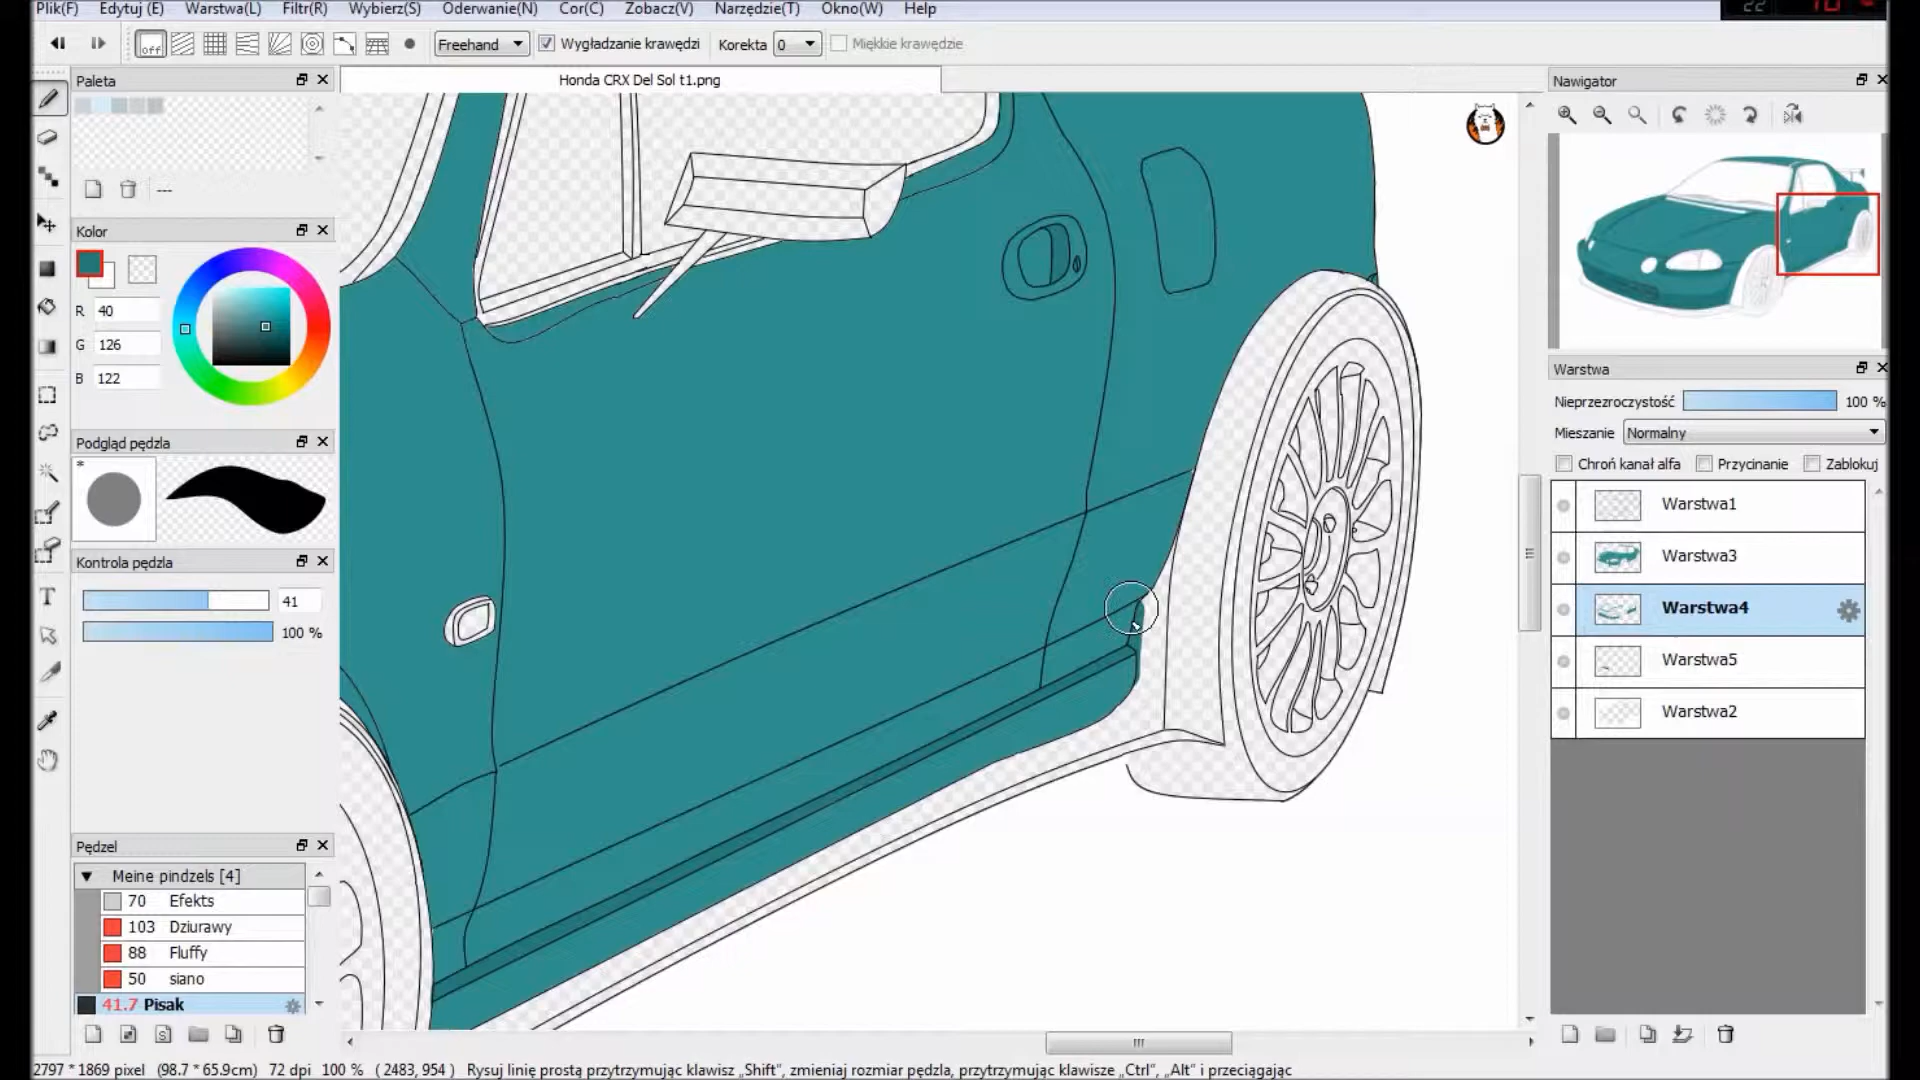 Plik(F) Edytuj (E) Warstwa(L) Filtr(R) Wybierz(S) Oderwanie(N) Cor(C) Zobacz(V) Narzędzie(T) Okno(W) Help
off Freehand Wygładzanie krawędzi Korekta 0 Miękkie krawędzie
Paleta
Honda CRX Del Sol t1.png
Nawigator
---
Kolor
R 40
G 126
B 122
Warstwa
Nieprzezroczystość 100 %
Mieszanie Normalny
Chroń kanał alfa Przycinanie Zablokuj
Podgląd pędzla
*
Warstwa1
Warstwa3
Kontrola pędzla
41
100 %
Warstwa4
Warstwa5
Warstwa2
Pędzel
Meine pindzels [4]
70 Efekts
103 Dziurawy
88 Fluffy
50 siano
41.7 Pisak
2797 * 1869 pixel (98.7 * 65.9cm) 72 dpi 100 % ( 2483, 954 ) Rysuj linię prostą przytrzymując klawisz „Shift”, zmieniaj rozmiar pędzla, przytrzymując klawisze „Ctrl”, „Alt” i przeciągając